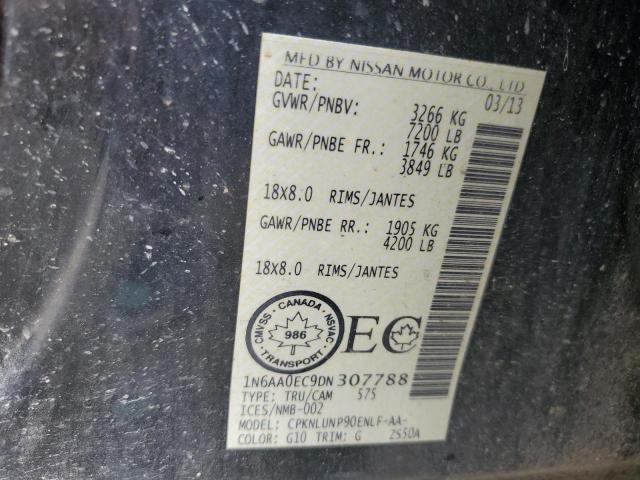 MFD BY NISSAN MOTOR CO., LTD.
DATE: 03/13
GVWR/PNBV: 3266 KG
7200 LB
GAWR/PNBE FR.: 1746 KG
3849 LB
18X8.0 RIMS/JANTES
GAWR/PNBE RR.: 1905 KG
4200 LB
18X8.0 RIMS/JANTES
CANADA
CMVSS NSVAC
986
TRANSPORT
EC
1N6AA0EC9DN307788
TYPE: TRU/CAM 575
ICES/NMB-002
MODEL: CPKNLUNP90ENLF-AA-
COLOR: G10 TRIM: G 2S50A